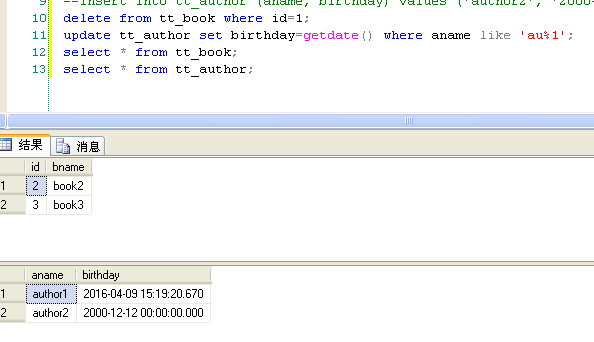 9 --insert into tt_author (aname, birthday) values ('author2', '2000-
10 delete from tt_book where id=1;
11 update tt_author set birthday=getdate() where aname like 'au%1';
12 select * from tt_book;
13 select * from tt_author;
结果 消息
id bname
1 2 book2
2 3 book3
aname birthday
1 author1 2016-04-09 15:19:20.670
2 author2 2000-12-12 00:00:00.000